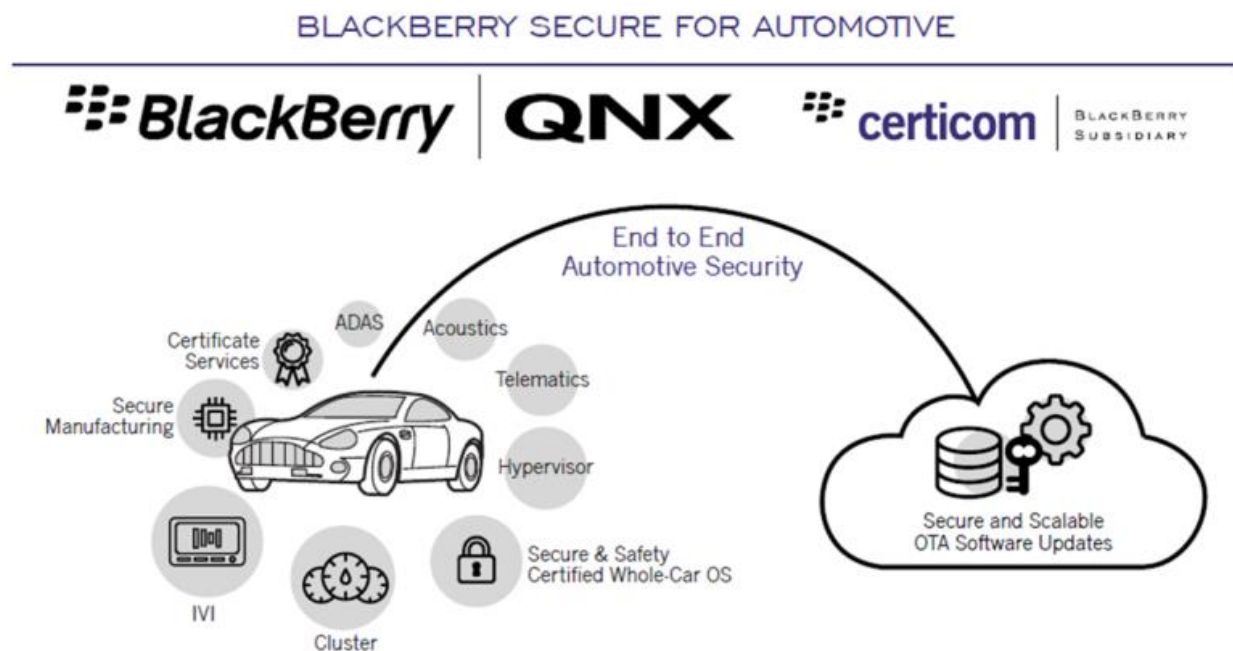 BLACKBERRY SECURE FOR AUTOMOTIVE
BlackBerry
QNX
certicom
BLACKBERRY
SUBSIDIARY
End to End
Automotive Security
ADAS
Acoustics
Certificate
Services
Telematics
Secure
Manufacturing
Hypervisor
Secure and Scalable
OTA Software Updates
Secure & Safety
Certified Whole-Car OS
IVI
Cluster